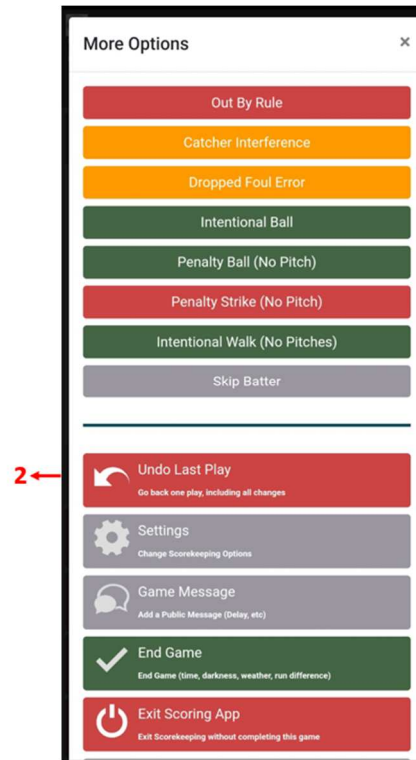 More Options ×
Out By Rule
Catcher Interference
Dropped Foul Error
Intentional Ball
Penalty Ball (No Pitch)
Penalty Strike (No Pitch)
Intentional Walk (No Pitches)
Skip Batter
2
Undo Last Play
Go back one play, including all changes
Settings
Change Scorekeeping Options
Game Message
Add a Public Message (Delay, etc)
End Game
End Game (time, darkness, weather, run difference)
Exit Scoring App
Exit Scorekeeping without completing this game